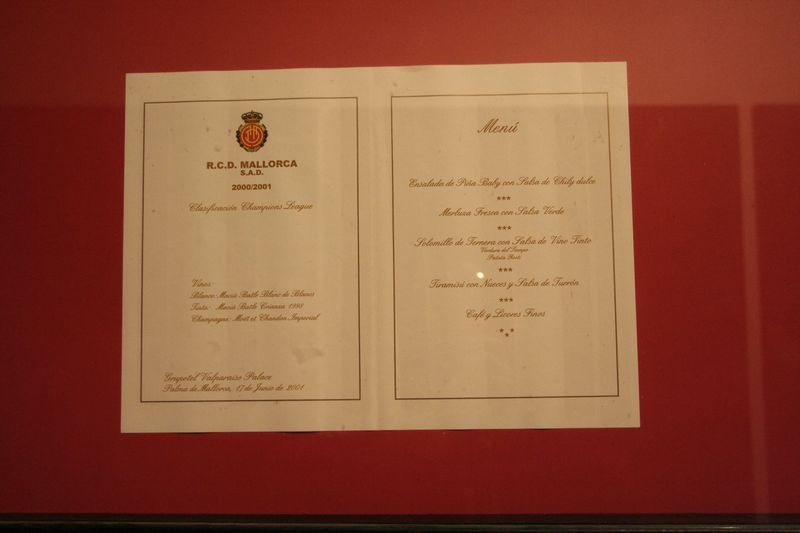 R.C.D. MALLORCA
S.A.D.
2000/2001
Clasificación Champions League
Vinos:
Blanco: Macià Batle Blanc de Blancs
Tinto: Macià Batle Crianza 1998
Champagne: Moët et Chandon Imperial
Grupotel Valparaiso Palace
Palma de Mallorca, 17 de Junio de 2001
Menú
Ensalada de Piña Baby con Salsa de Chily dulce
***
Merluza Fresca con Salsa Verde
***
Solomillo de Ternera con Salsa de Vino Tinto
Verdura del Tiempo
Patata Rosti
***
Tiramisú con Nueces y Salsa de Turrón
***
Café y Licores Finos
***